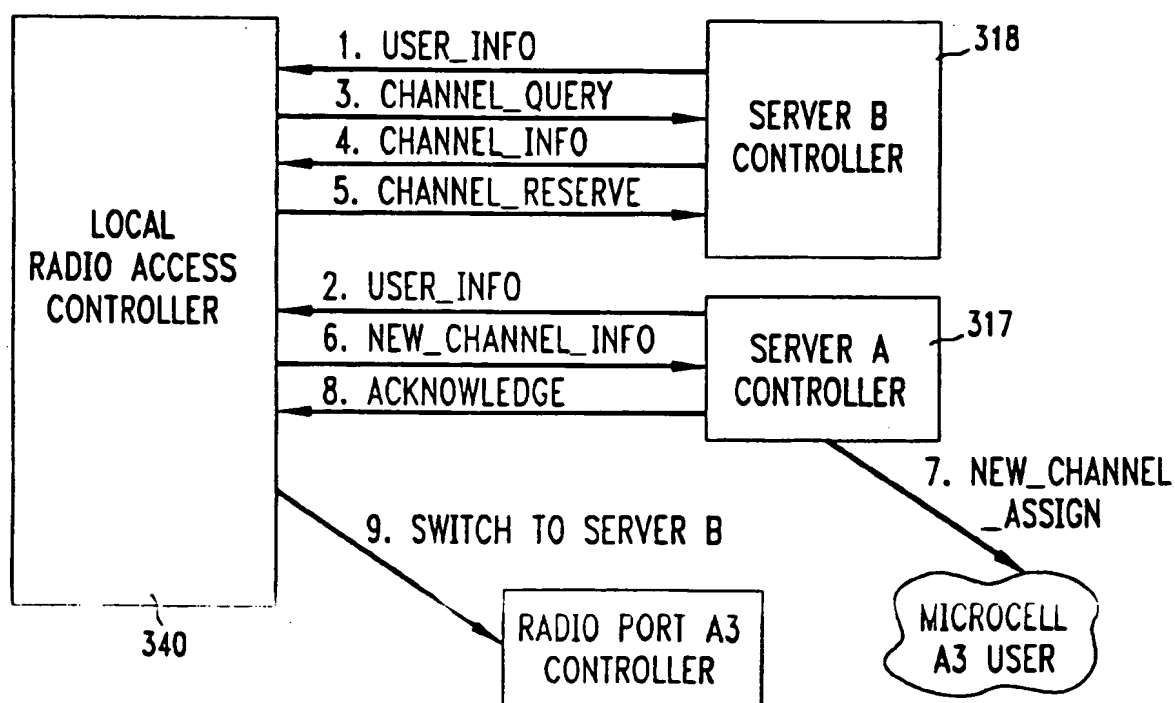 1. USER_INFO
3. CHANNEL_QUERY
4. CHANNEL_INFO
5. CHANNEL_RESERVE
318
SERVER B
CONTROLLER
LOCAL
RADIO ACCESS
CONTROLLER
2. USER_INFO
6. NEW_CHANNEL_INFO
8. ACKNOWLEDGE
317
SERVER A
CONTROLLER
7. NEW_CHANNEL
_ASSIGN
9. SWITCH TO SERVER B
340
RADIO PORT A3
CONTROLLER
MICROCELL
A3 USER